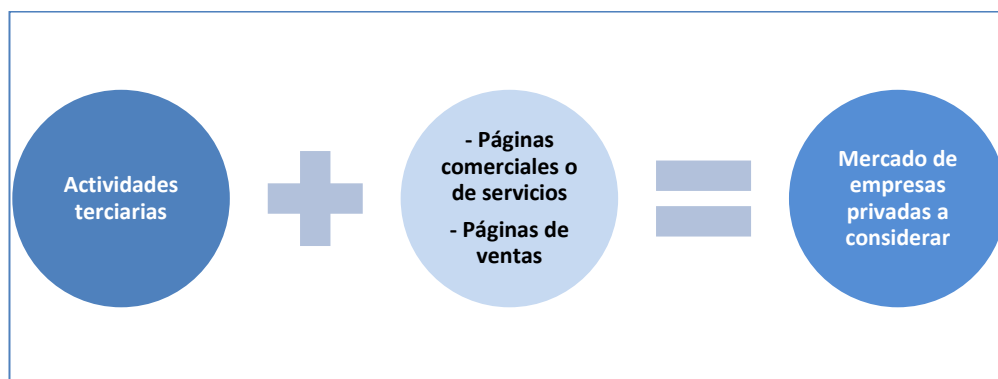 Actividades
terciarias
- Páginas
comerciales o
de servicios
- Páginas de
ventas
Mercado de
empresas
privadas a
considerar